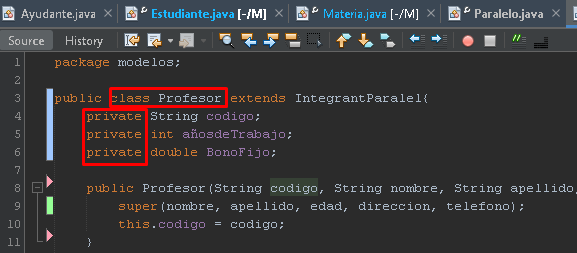 Ayudante.java
Estudiante.java [-/M]
Materia.java [-/M]
Paralelo.java
Source
History
1 package modelos;
2
3 public class Profesor extends IntegrantParalel{
4 private String codigo;
5 private int añosdeTrabajo;
6 private double BonoFijo;
7
8 public Profesor(String codigo, String nombre, String apellido,
9 super(nombre, apellido, edad, direccion, telefono);
10 this.codigo = codigo;
11 }